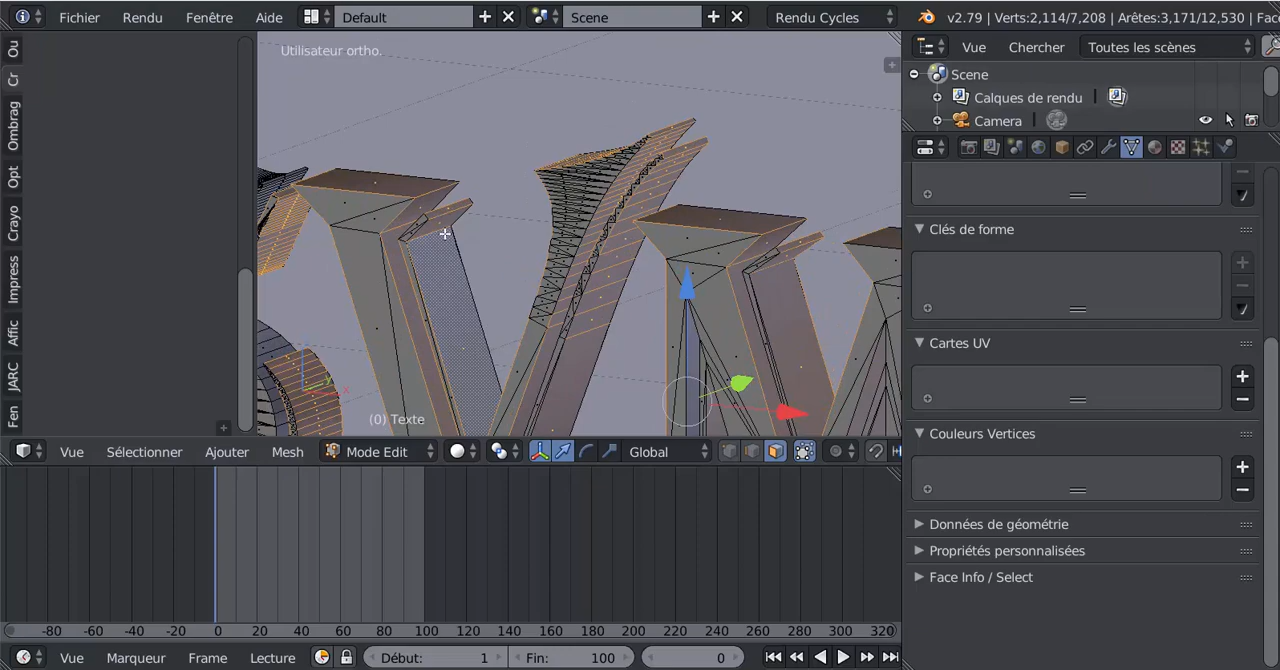 Fichier Rendu Fenêtre Aide Default Scene Rendu Cycles v2.79 | Verts:2,114/7,208 | Arêtes:3,171/12,530 | Fac
Utilisateur ortho.
Vue Chercher Toutes les scènes
Scene
Calques de rendu
Camera
Ou
Cr
Ombrag
Opt
Crayo
Impress
Affic
JARC
Fen
Clés de forme
Cartes UV
Couleurs Vertices
Données de géométrie
Propriétés personnalisées
Face Info / Select
y
x
(0) Texte
Vue Sélectionner Ajouter Mesh Mode Edit Global
-80 -60 -40 -20 0 20 40 60 80 100 120 140 160 180 200 220 240 260 280 300 320
Vue Marqueur Frame Lecture Début: 1 Fin: 100 0